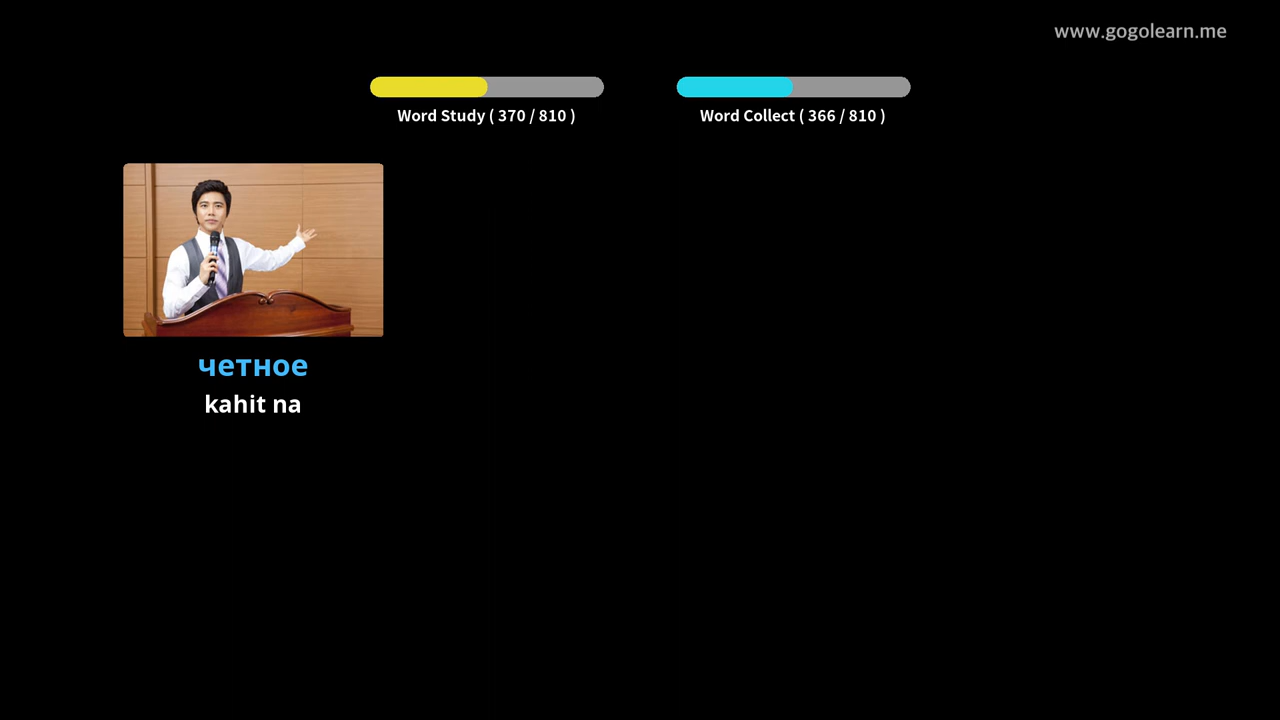 www.gogolearn.me
Word Study ( 370 / 810 )
Word Collect ( 366 / 810 )
четное
kahit na